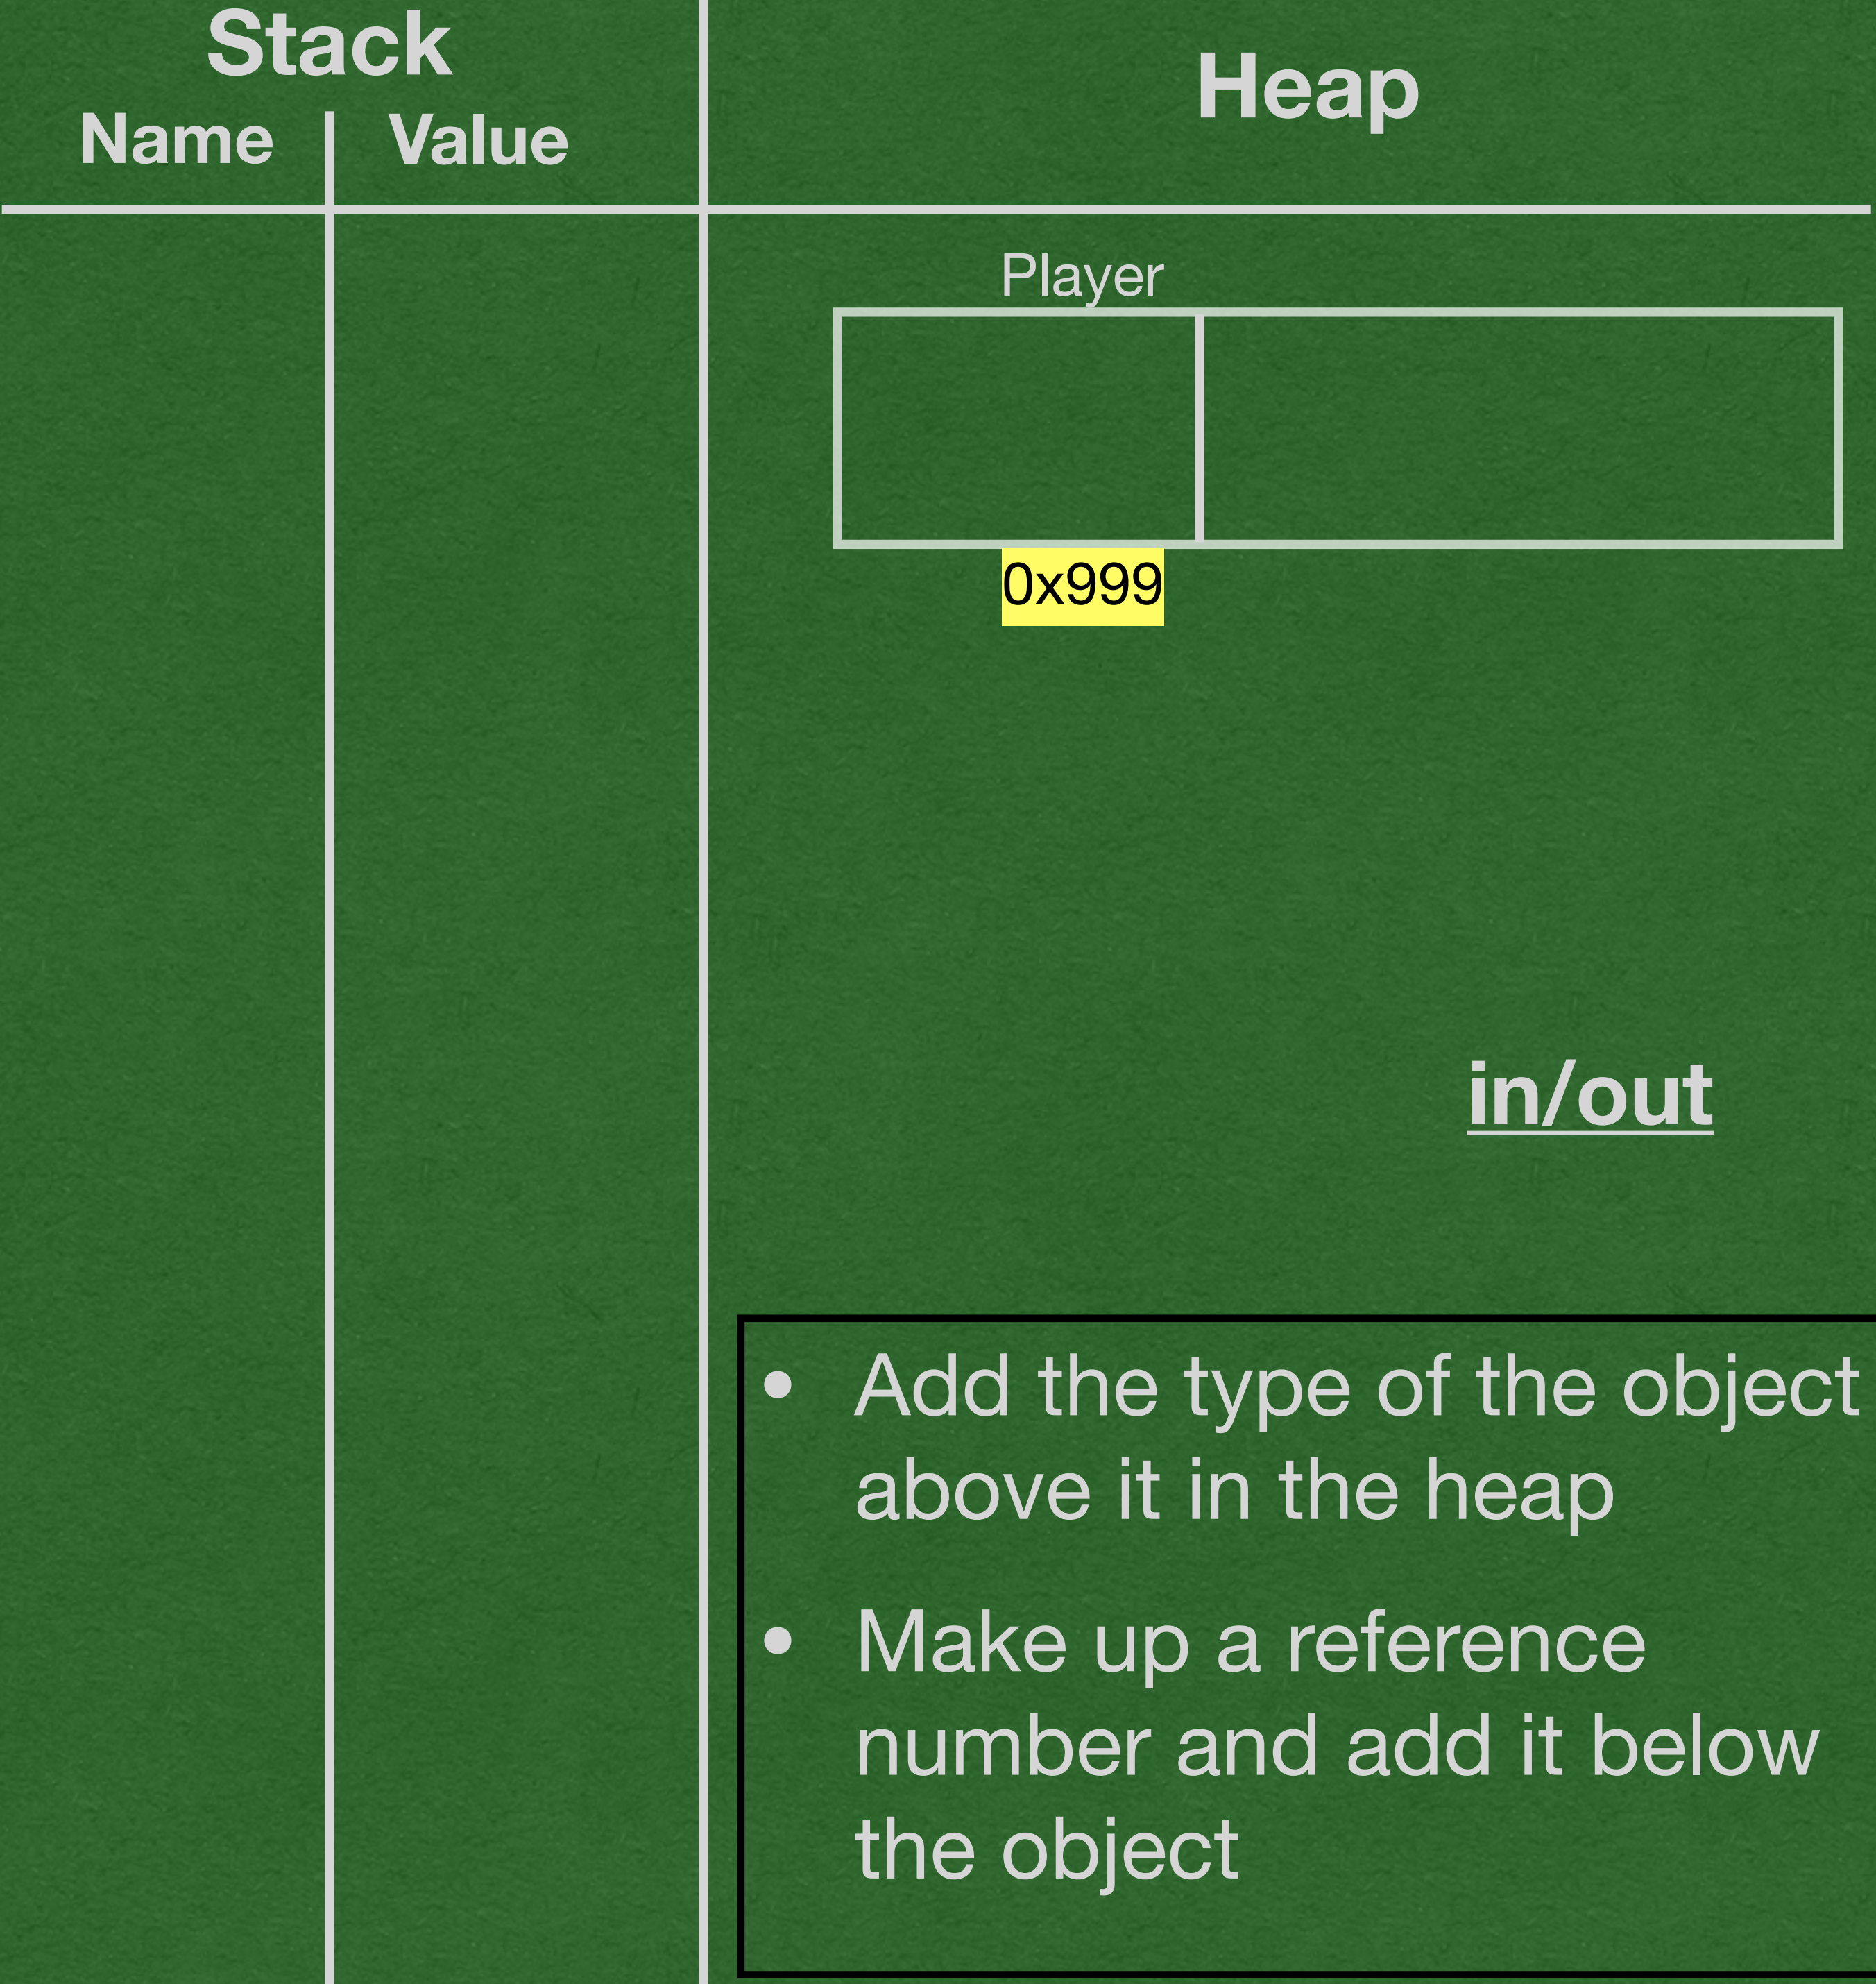 Stack
Name Value
Heap
Player
0x999
in/out
• Add the type of the object
above it in the heap
• Make up a reference
number and add it below
the object